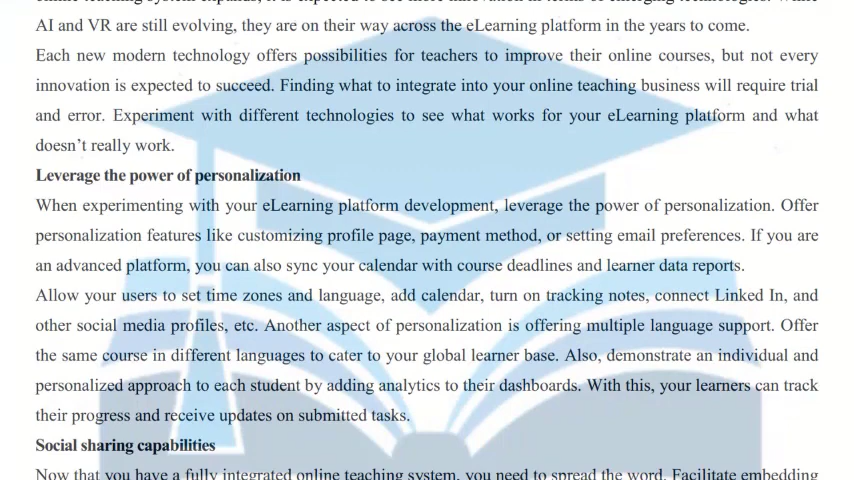 AI and VR are still evolving, they are on their way across the eLearning platform in the years to come.
Each new modern technology offers possibilities for teachers to improve their online courses, but not every
innovation is expected to succeed. Finding what to integrate into your online teaching business will require trial
and error. Experiment with different technologies to see what works for your eLearning platform and what
doesn't really work.
Leverage the power of personalization
When experimenting with your eLearning platform development, leverage the power of personalization. Offer
personalization features like customizing profile page, payment method, or setting email preferences. If you are
an advanced platform, you can also sync your calendar with course deadlines and learner data reports.
Allow your users to set time zones and language, add calendar, turn on tracking notes, connect Linked In, and
other social media profiles, etc. Another aspect of personalization is offering multiple language support. Offer
the same course in different languages to cater to your global learner base. Also, demonstrate an individual and
personalized approach to each student by adding analytics to their dashboards. With this, your learners can track
their progress and receive updates on submitted tasks.
Social sharing capabilities
Now that you have a fully integrated online teaching system, you need to spread the word. Facilitate embedding